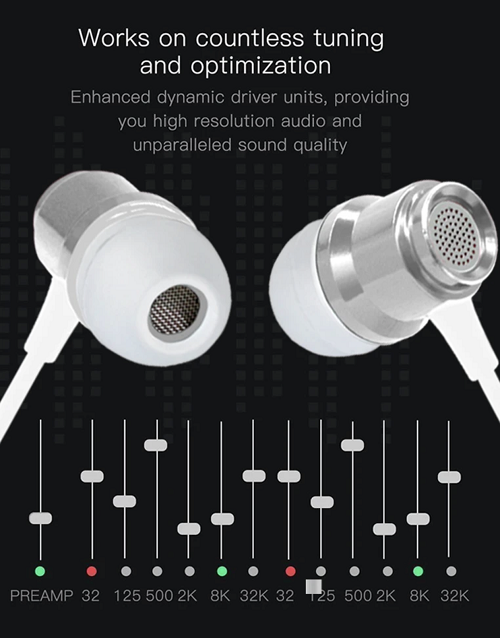 Works on countless tuning
and optimization
Enhanced dynamic driver units, providing
you high resolution audio and
unparalleled sound quality
PREAMP 32 125 500 2K 8K 32K 32 125 500 2K 8K 32K